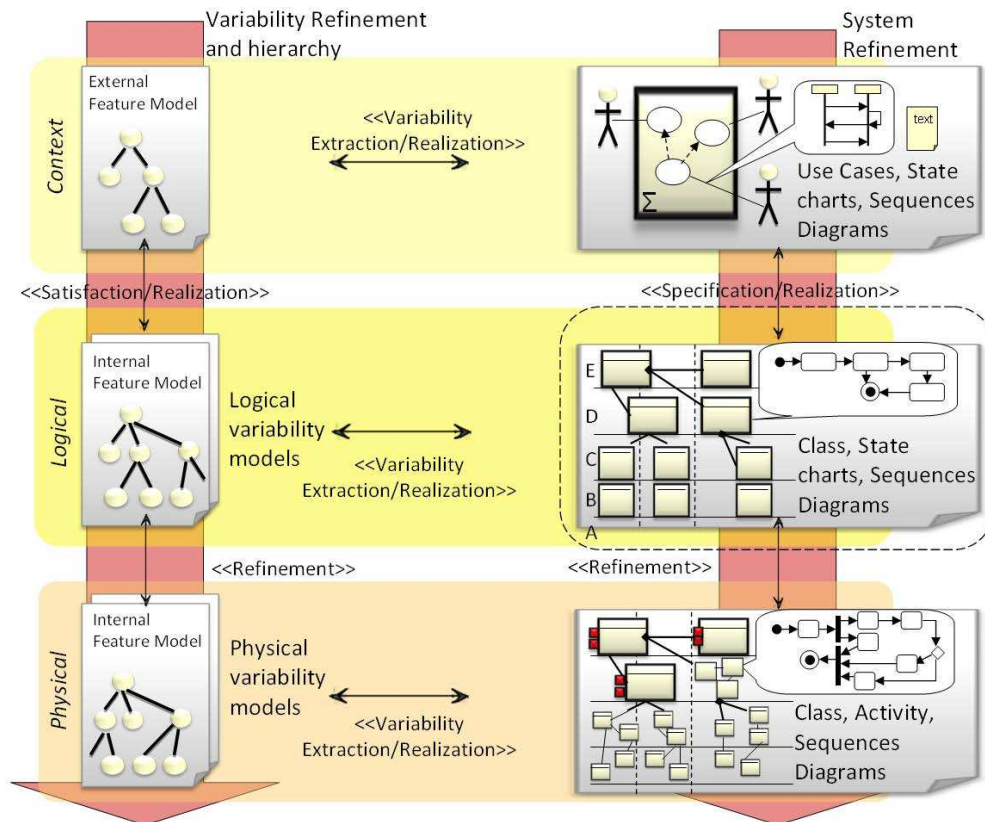 Variability Refinement
and hierarchy
System
Refinement
Context
External
Feature Model
<<Variability
Extraction/Realization>>
text
Σ
Use Cases, State
charts, Sequences
Diagrams
<<Satisfaction/Realization>>
<<Specification/Realization>>
Logical
Internal
Feature Model
Logical
variability
models
<<Variability
Extraction/Realization>>
E
D
C
B
A
Class, State
charts, Sequences
Diagrams
<<Refinement>>
<<Refinement>>
Physical
Internal
Feature Model
Physical
variability
models
<<Variability
Extraction/Realization>>
Class, Activity,
Sequences
Diagrams